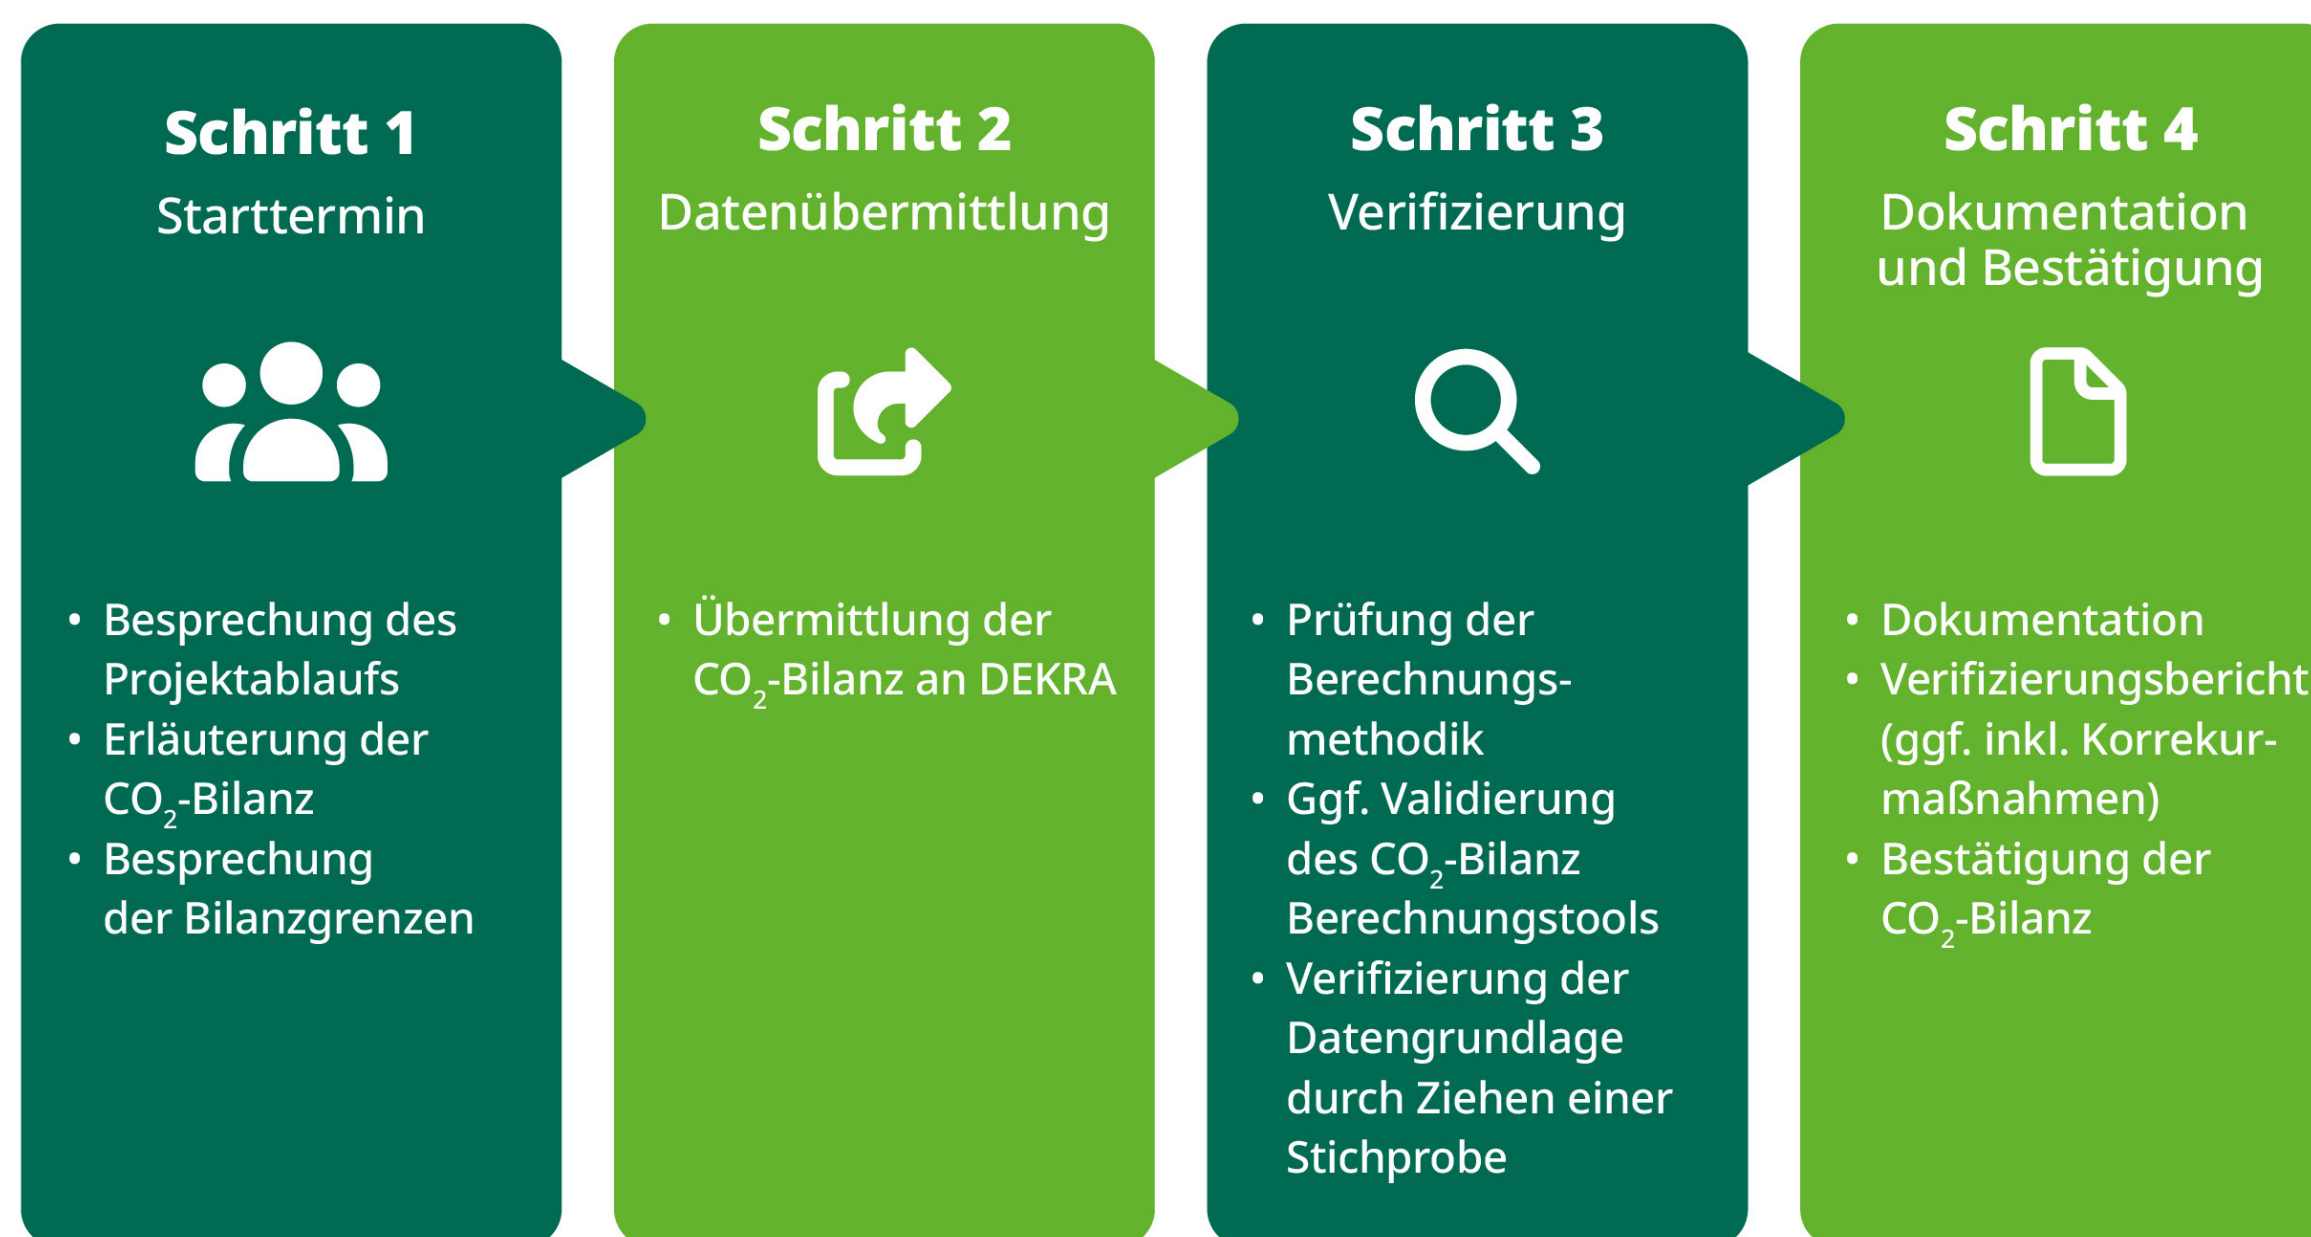 Schritt 1
Starttermin
• Besprechung des
Projektablaufs
• Erläuterung der
CO₂-Bilanz
• Besprechung
der Bilanzgrenzen
Schritt 2
Datenübermittlung
• Übermittlung der
CO₂-Bilanz an DEKRA
Schritt 3
Verifizierung
• Prüfung der
Berechnungs-
methodik
• Ggf. Validierung
des CO₂-Bilanz
Berechnungstools
• Verifizierung der
Datengrundlage
durch Ziehen einer
Stichprobe
Schritt 4
Dokumentation
und Bestätigung
• Dokumentation
• Verifizierungsbericht
(ggf. inkl. Korrekur-
maßnahmen)
• Bestätigung der
CO₂-Bilanz